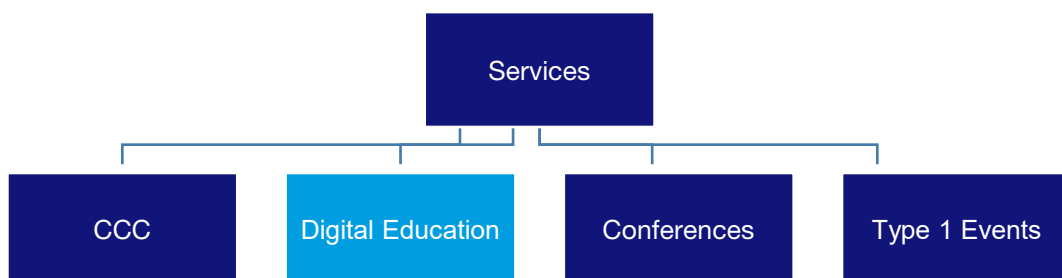 Services
CCC
Digital Education
Conferences
Type 1 Events